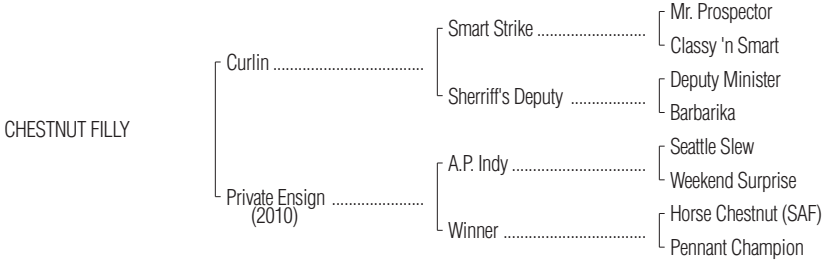 Mr. Prospector
Smart Strike ..........................
Classy 'n Smart
Curlin ....................................
Deputy Minister
Sherriff's Deputy ..................
Barbarika
CHESTNUT FILLY
Seattle Slew
A.P. Indy ................................
Weekend Surprise
Private Ensign ......................
(2010)
Horse Chestnut (SAF)
Winner ..................................
Pennant Champion